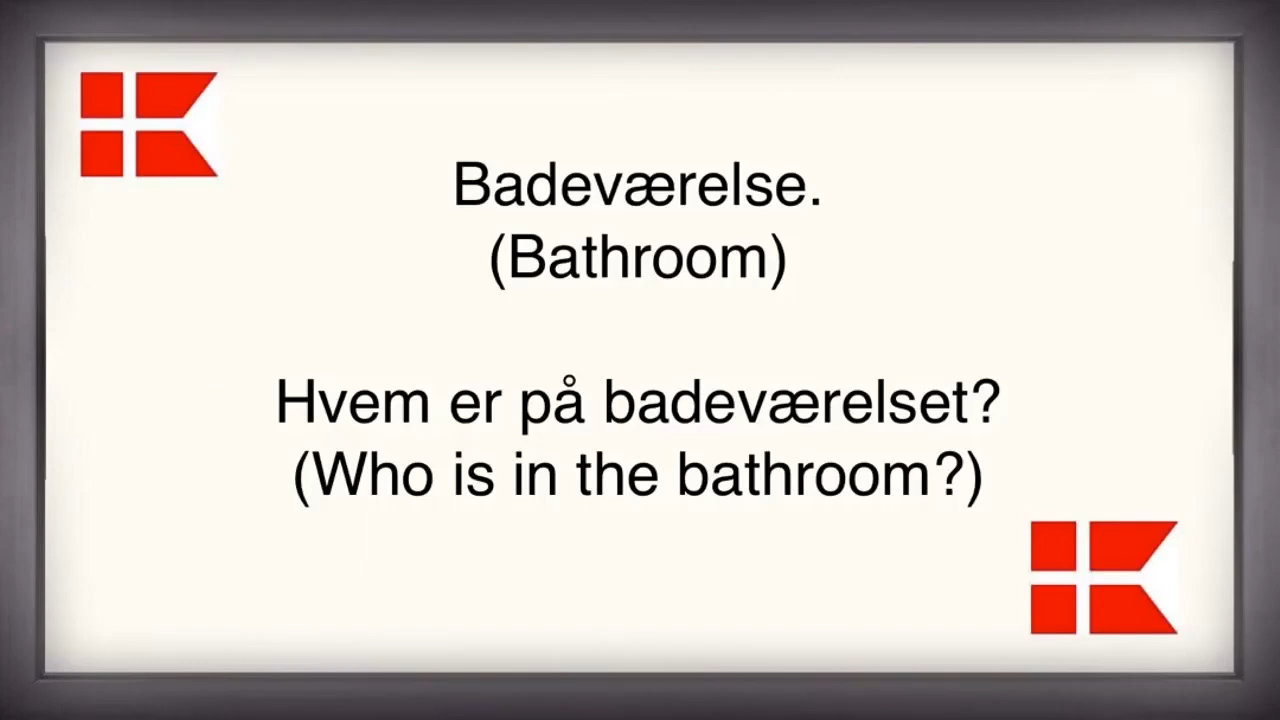 Badeværelse.
(Bathroom)
Hvem er på badeværelset?
(Who is in the bathroom?)